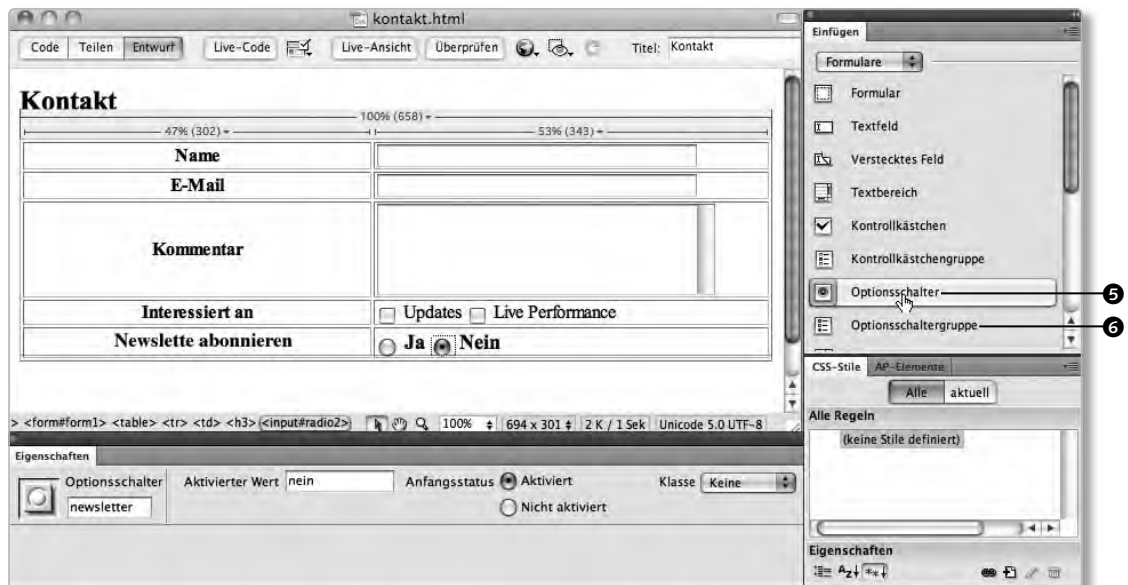 kontakt.html
Code Teilen Entwurf Live-Code Live-Ansicht Überprüfen Titel: Kontakt
Kontakt
100% (658)
47% (302) 53% (343)
Name
E-Mail
Kommentar
Interessiert an Updates Live Performance
Newslette abonnieren Ja Nein
> <form#form1> <table> <tr> <td> <h3> <input#radio2> 100% 694 x 301 2 K / 1 Sek Unicode 5.0 UTF-8
Eigenschaften
Optionsschalter Aktivierter Wert nein Anfangsstatus Aktiviert Klasse Keine
newsletter Nicht aktiviert
Einfügen
Formulare
Formular
Textfeld
Verstecktes Feld
Textbereich
Kontrollkästchen
Kontrollkästchengruppe
Optionsschalter 5
Optionsschaltergruppe 6
CSS-Stile AP-Elemente
Alle aktuell
Alle Regeln
(keine Stile definiert)
Eigenschaften